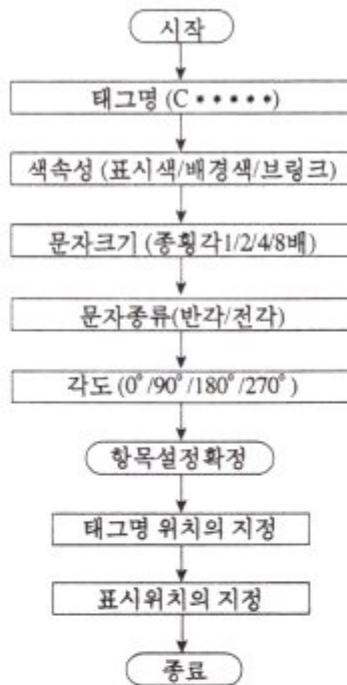 시작
태그명 (C • • • • •)
색속성 (표시색/배경색/브링크)
문자크기 (종횡각1/2/4/8배)
문자종류(반각/전각)
각도 (0°/90°/180°/270°)
항목설정확정
태그명 위치의 지정
표시위치의 지정
종료